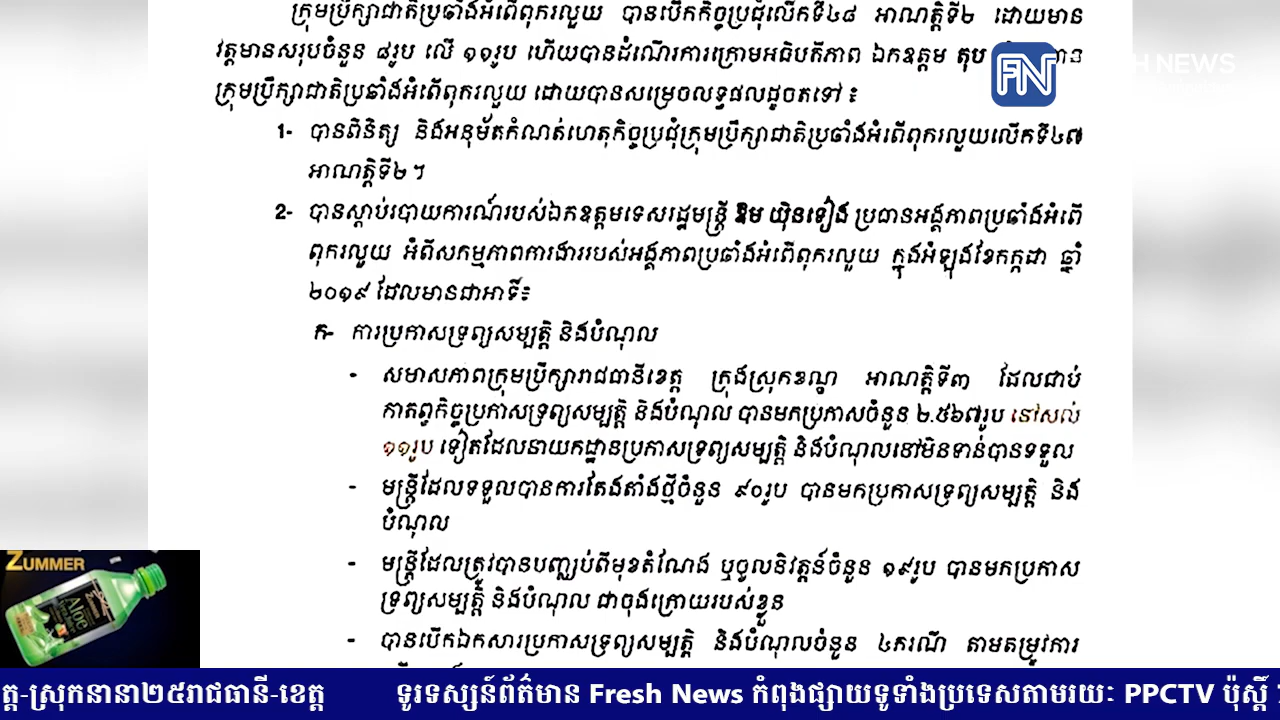 ក្រុមប្រឹក្សាជាតិប្រឆាំងអំពើពុករលួយ បានបើកកិច្ចប្រជុំលើកទី៤៨ អាណត្តិទី២ ដោយមាន
វត្តមានសរុបចំនួន ៨រូប លើ ១១រូប ហើយបានដំណើរការក្រោមអធិបតីភាព ឯកឧត្តម តុប
FN FRESH NEWS
ក្រុមប្រឹក្សាជាតិប្រឆាំងអំពើពុករលួយ ដោយបានសម្រេចលទ្ធផលដូចតទៅ ៖
1- បានពិនិត្យ និងអនុម័តកំណត់ហេតុកិច្ចប្រជុំក្រុមប្រឹក្សាជាតិប្រឆាំងអំពើពុករលួយលើកទី៤៧
អាណត្តិទី២។
2- បានស្តាប់របាយការណ៍របស់ឯកឧត្តមទេសរដ្ឋមន្ត្រី ឱម យ៉ិនទៀង ប្រធានអង្គភាពប្រឆាំងអំពើ
ពុករលួយ អំពីសកម្មភាពការងាររបស់អង្គភាពប្រឆាំងអំពើពុករលួយ ក្នុងអំឡុងខែកក្កដា ឆ្នាំ
២០១៩ ដែលមានជាអាទិ៍៖
ក- ការប្រកាសទ្រព្យសម្បត្តិ និងបំណុល
- សមាសភាពក្រុមប្រឹក្សារាជធានីខេត្ត ក្រុងស្រុកខណ្ឌ អាណត្តិទី៣ ដែលជាប់
កាតព្វកិច្ចប្រកាសទ្រព្យសម្បត្តិ និងបំណុល បានមកប្រកាសចំនួន ២.៥៦៧រូប នៅសល់
១១រូប ទៀតដែលនាយកដ្ឋានប្រកាសទ្រព្យសម្បត្តិ និងបំណុលនៅមិនទាន់បានទទួល
- មន្ត្រីដែលទទួលបានការតែងតាំងថ្មីចំនួន ៩០រូប បានមកប្រកាសទ្រព្យសម្បត្តិ និង
បំណុល
- មន្ត្រីដែលត្រូវបានបញ្ឈប់ពីមុខតំណែង ឬចូលនិវត្តន៍ចំនួន ១៩រូប បានមកប្រកាស
ទ្រព្យសម្បត្តិ និងបំណុល ជាចុងក្រោយរបស់ខ្លួន
- បានបើកឯកសារប្រកាសទ្រព្យសម្បត្តិ និងបំណុលចំនួន ៤ករណី តាមតម្រូវការ
ZUMMER
Aloe
ត្ត-ស្រុកនានា២៥រាជធានី-ខេត្ត ទូរទស្សន៍ព័ត៌មាន Fresh News កំពុងផ្សាយទូទាំងប្រទេសតាមរយៈ PPCTV ប៉ុស្តិ៍